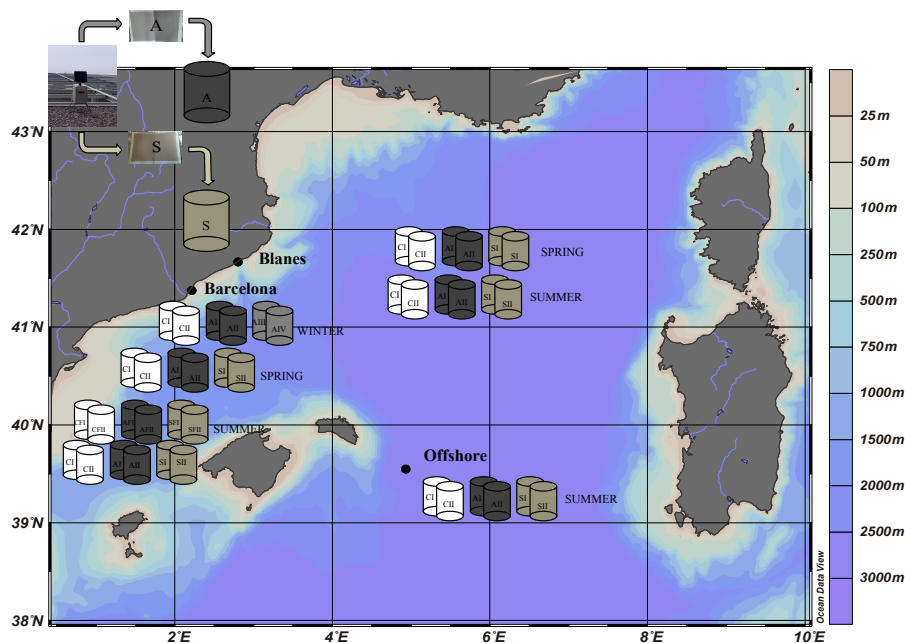 A
A
S
S
43°N
42°N
41°N
40°N
39°N
38°N
2°E
4°E
6°E
8°E
10°E
25m
50m
100m
250m
500m
750m
1000m
1500m
2000m
2500m
3000m
Ocean Data View
Blanes
Barcelona
Offshore
CI CII AI AII SI SI SPRING
CI CII AI AII SI SII SUMMER
CI CII AI AII AIII AIV WINTER
CI CII AI AII SI SII SPRING
CFI CFII AFI AFII SFI SFII SUMMER
CI CII AI AII SI SII
CI CII AI AII SI SII SUMMER